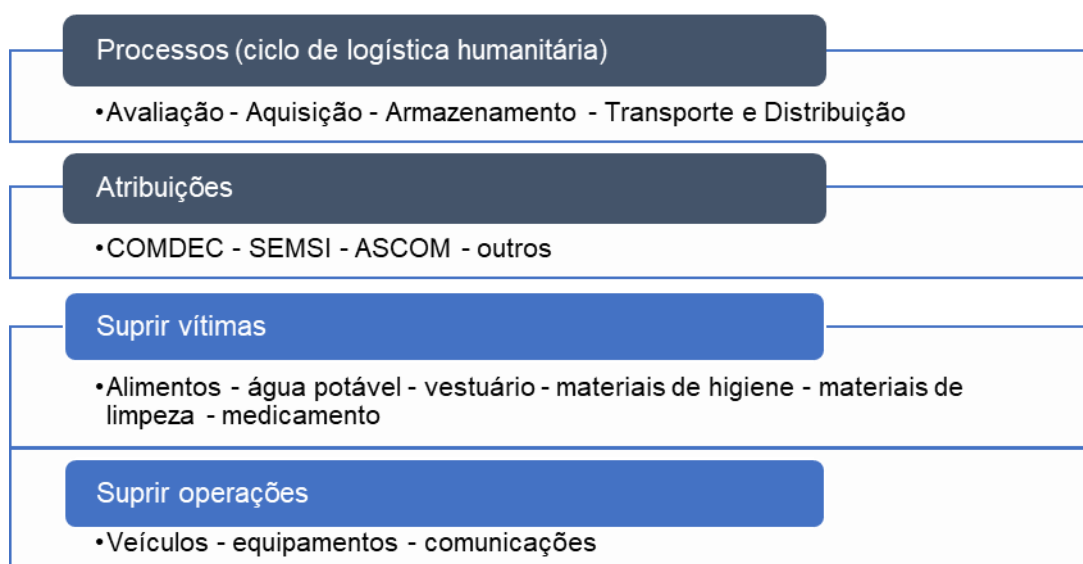 Processos (ciclo de logística humanitária)
•Avaliação - Aquisição - Armazenamento - Transporte e Distribuição
Atribuições
•COMDEC - SEMSI - ASCOM - outros
Suprir vítimas
•Alimentos - água potável - vestuário - materiais de higiene - materiais de
limpeza - medicamento
Suprir operações
•Veículos - equipamentos - comunicações